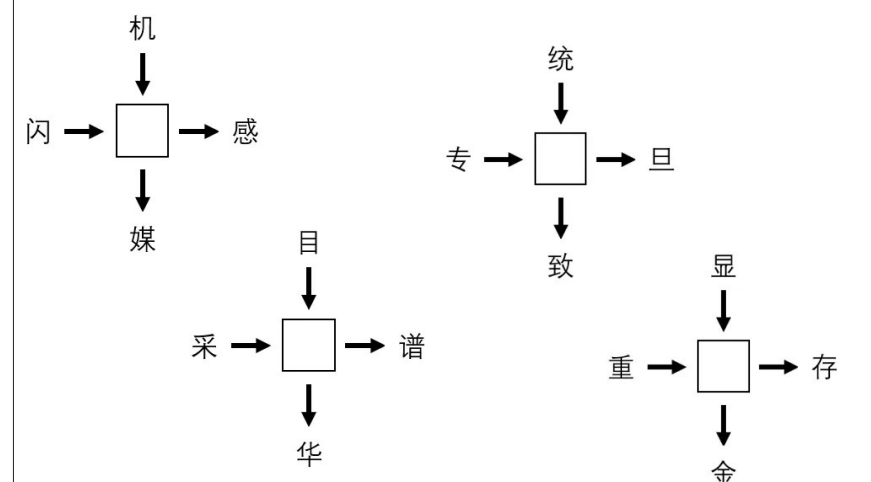 机
闪 感
媒
统
专 旦
致
目
采 谱
华
显
重 存
金